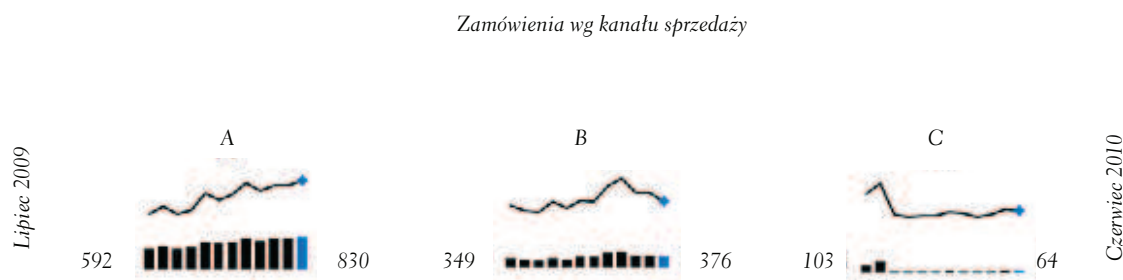 Zamówienia wg kanału sprzedaży
A
B
C
Lipiec 2009
592
830
349
376
103
64
Czerwiec 2010